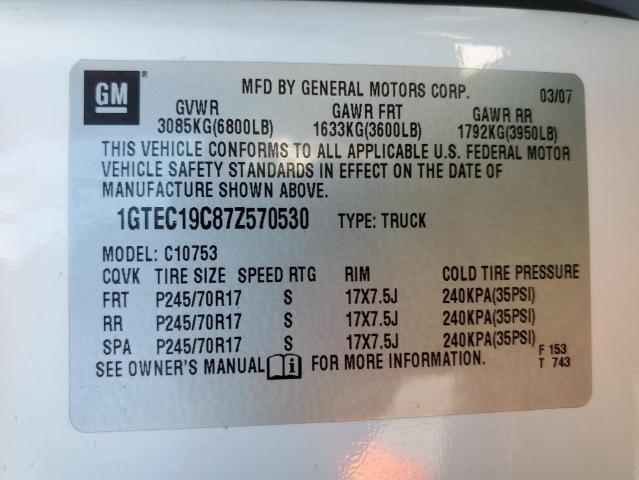 GM ®
MFD BY GENERAL MOTORS CORP. 03/07
GVWR GAWR FRT GAWR RR
3085KG(6800LB) 1633KG(3600LB) 1792KG(3950LB)
THIS VEHICLE CONFORMS TO ALL APPLICABLE U.S. FEDERAL MOTOR
VEHICLE SAFETY STANDARDS IN EFFECT ON THE DATE OF
MANUFACTURE SHOWN ABOVE.
1GTEC19C87Z570530 TYPE: TRUCK
MODEL: C10753
CQVK TIRE SIZE SPEED RTG RIM COLD TIRE PRESSURE
FRT P245/70R17 S 17X7.5J 240KPA(35PSI)
RR P245/70R17 S 17X7.5J 240KPA(35PSI)
SPA P245/70R17 S 17X7.5J 240KPA(35PSI)
SEE OWNER'S MANUAL i FOR MORE INFORMATION.
F 153
T 743